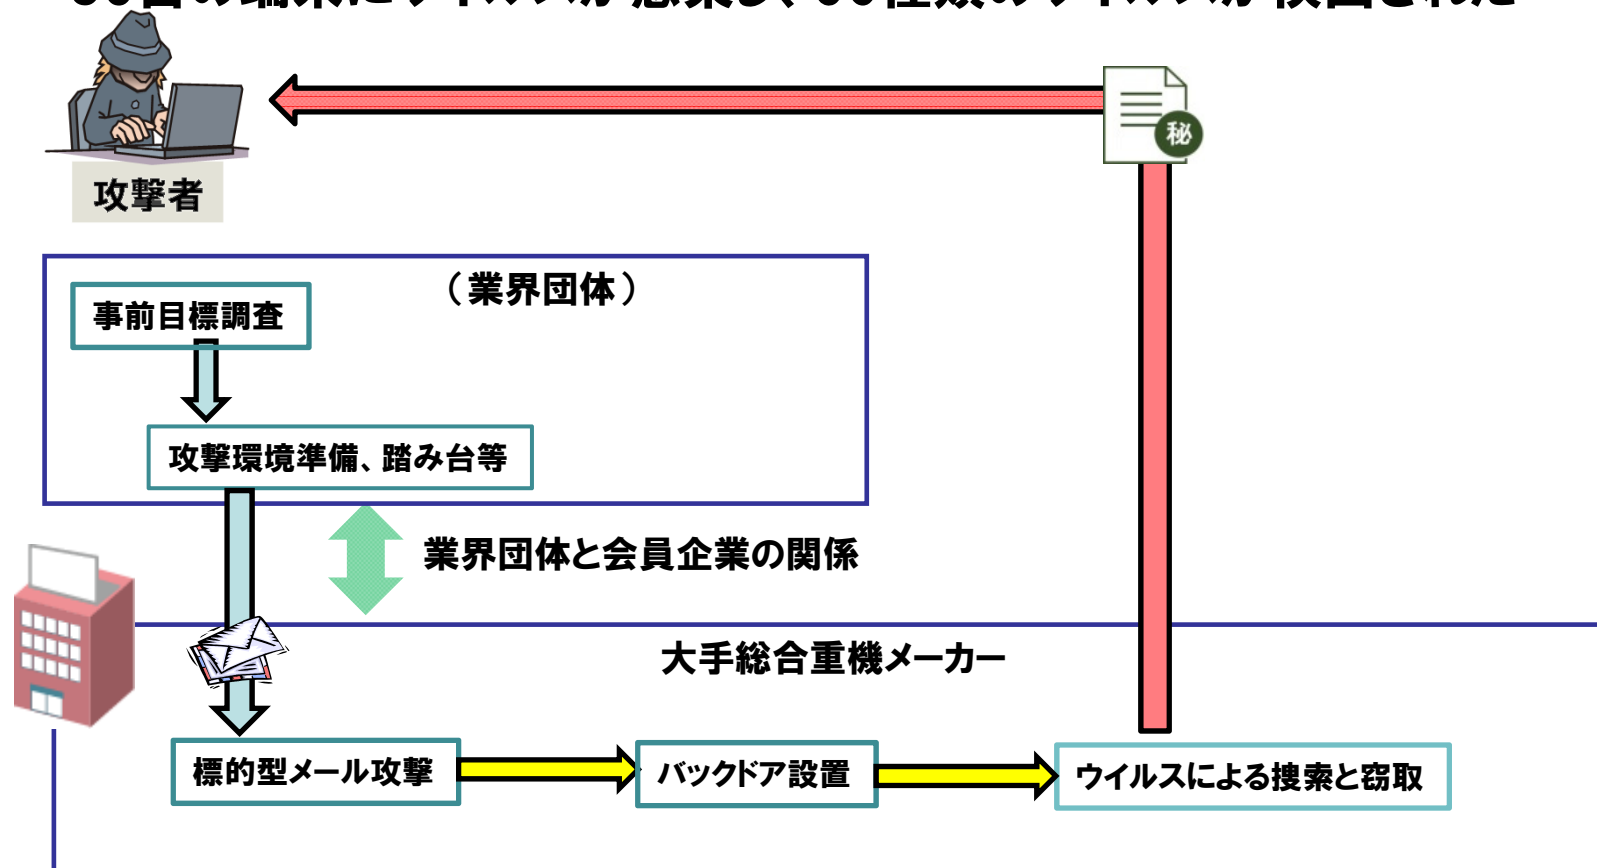 秘
攻撃者
（業界団体）
事前目標調査
攻撃環境準備、踏み台等
業界団体と会員企業の関係
大手総合重機メーカー
標的型メール攻撃
バックドア設置
ウイルスによる捜索と窃取